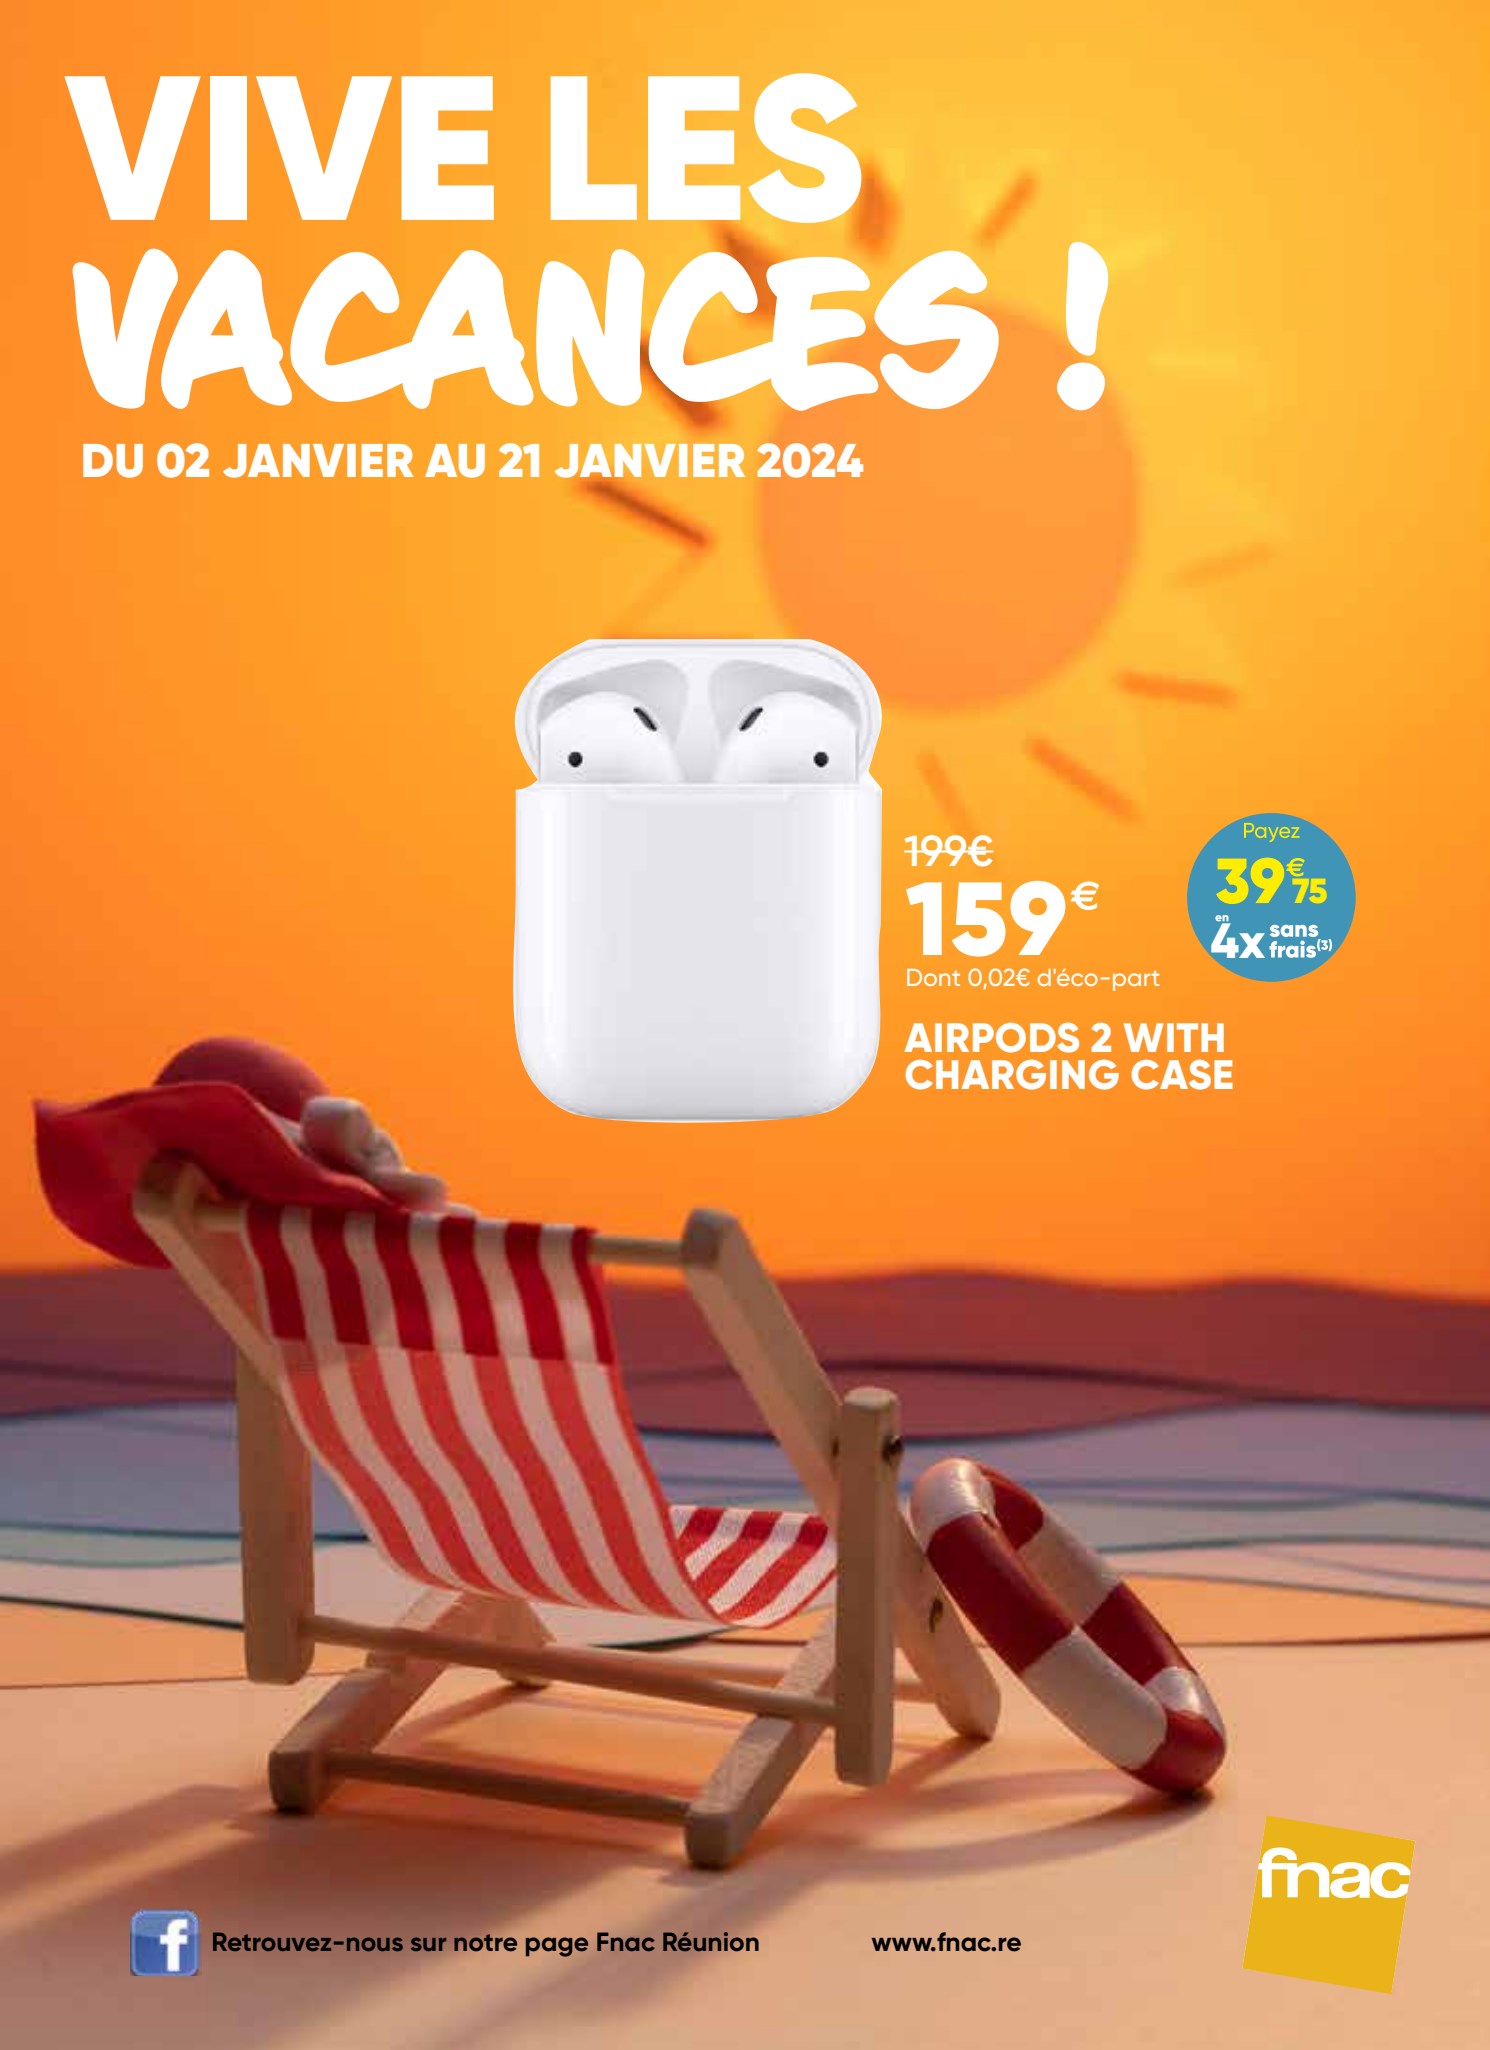 VIVE LES
VACANCES !
DU 02 JANVIER AU 21 JANVIER 2024
199€
159€
Dont 0,02€ d'éco-part
AIRPODS 2 WITH
CHARGING CASE
Payez
39€75
en
4x sans
frais(3)
fnac
f Retrouvez-nous sur notre page Fnac Réunion
www.fnac.re